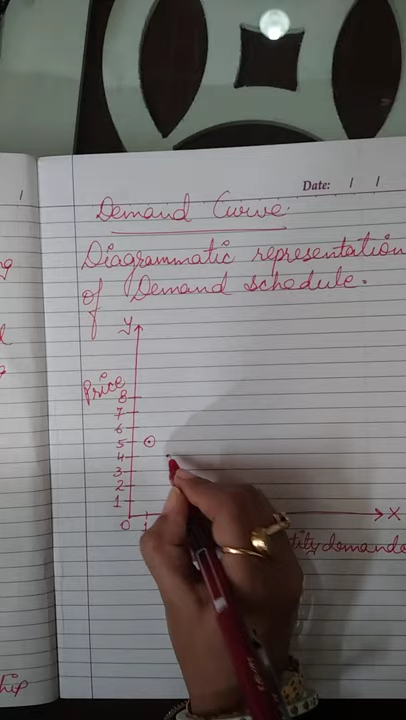 Date: / /
Demand Curve
Diagrammatic representation
of Demand schedule.
Y
Price
8
7
6
5
4
3
2
1
0 1
X